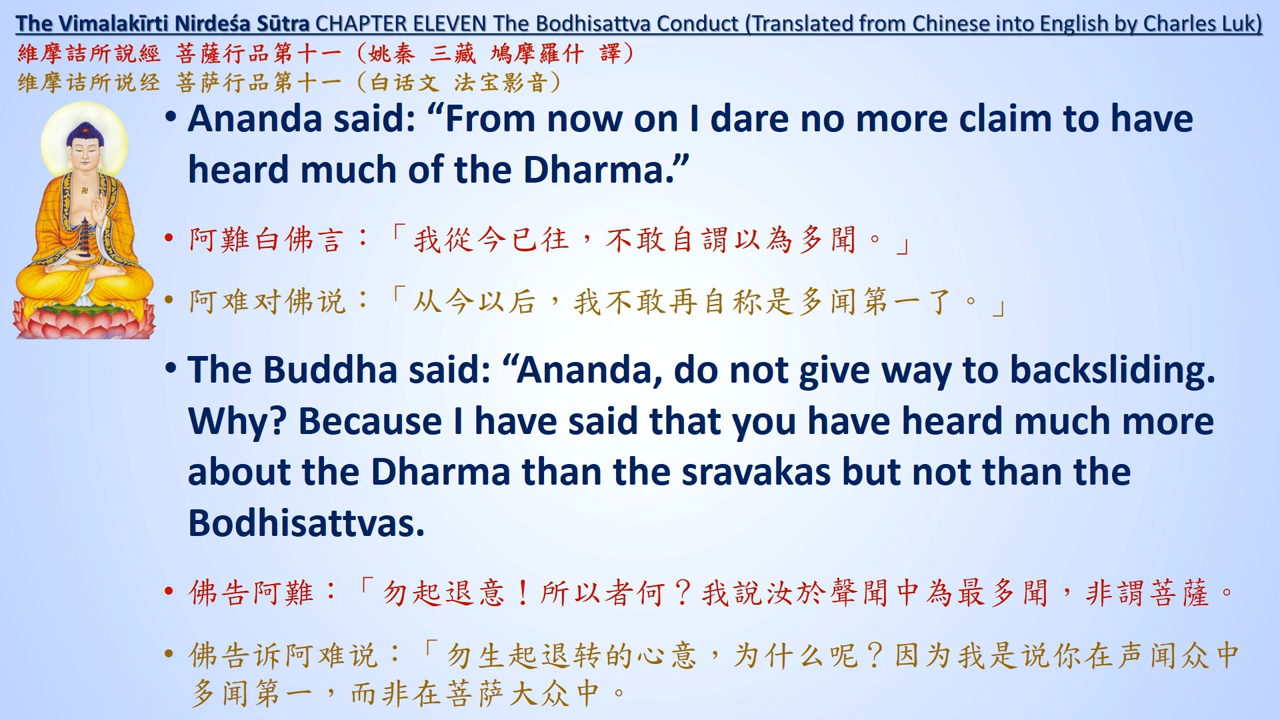 The Vimalakīrti Nirdeśa Sūtra CHAPTER ELEVEN The Bodhisattva Conduct (Translated from Chinese into English by Charles Luk)
維摩詰所說經 菩薩行品第十一 (姚秦 三藏 鳩摩羅什 譯)
维摩诘所说经 菩萨行品第十一 (白话文 法宝影音)
• Ananda said: “From now on I dare no more claim to have
heard much of the Dharma.”
• 阿難白佛言：「我從今已往，不敢自謂以為多聞。」
• 阿难对佛说：「从今以后，我不敢再自称是多闻第一了。」
• The Buddha said: “Ananda, do not give way to backsliding.
Why? Because I have said that you have heard much more
about the Dharma than the sravakas but not than the
Bodhisattvas.
• 佛告阿難：「勿起退意！所以者何？我說汝於聲聞中為最多聞，非謂菩薩。
• 佛告诉阿难说：「勿生起退转的心意，为什么呢？因为我是说你在声闻众中
多闻第一，而非在菩萨大众中。